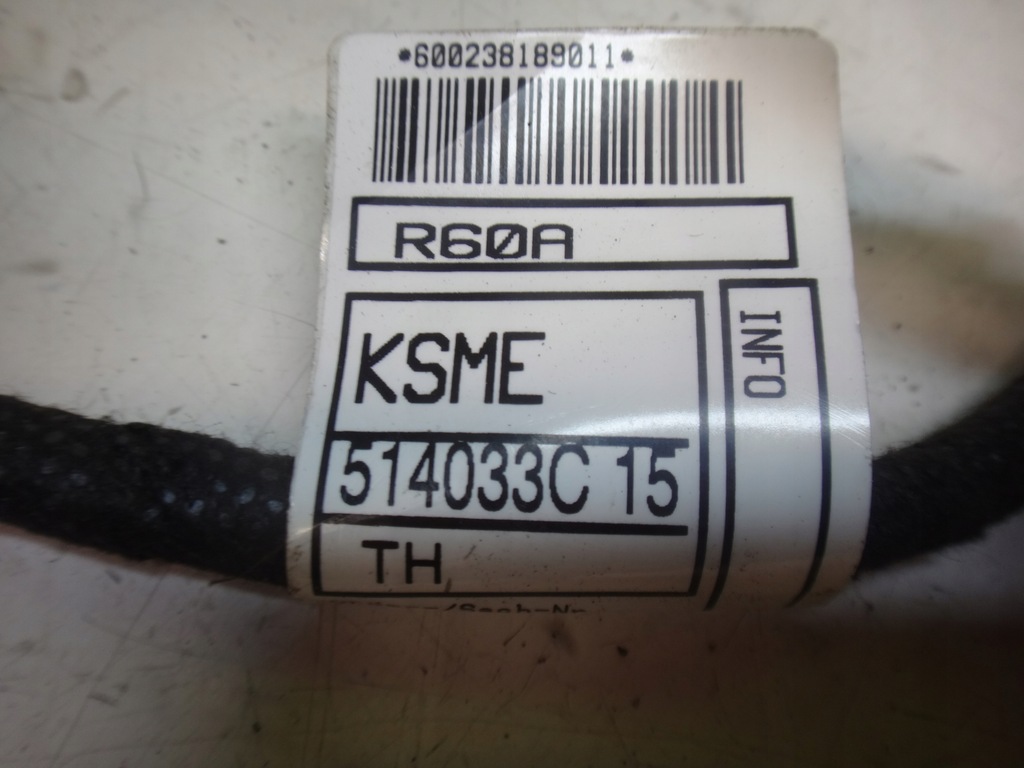 *600238189011*
R60A
KSME
INFO
514033C 15
TH